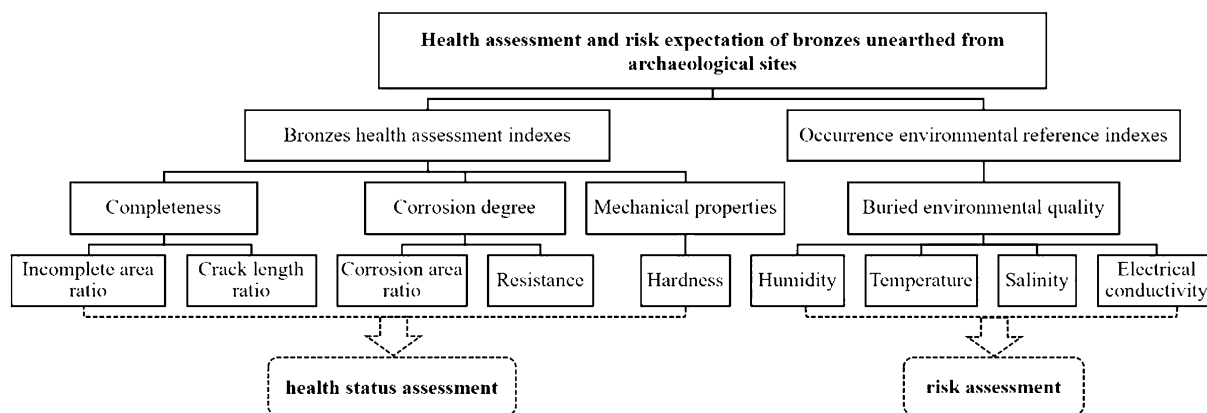 Health assessment and risk expectation of bronzes unearthed from
archaeological sites
Bronzes health assessment indexes
Occurrence environmental reference indexes
Completeness
Corrosion degree
Mechanical properties
Buried environmental quality
Incomplete area
ratio
Crack length
ratio
Corrosion area
ratio
Resistance
Hardness
Humidity
Temperature
Salinity
Electrical
conductivity
health status assessment
risk assessment